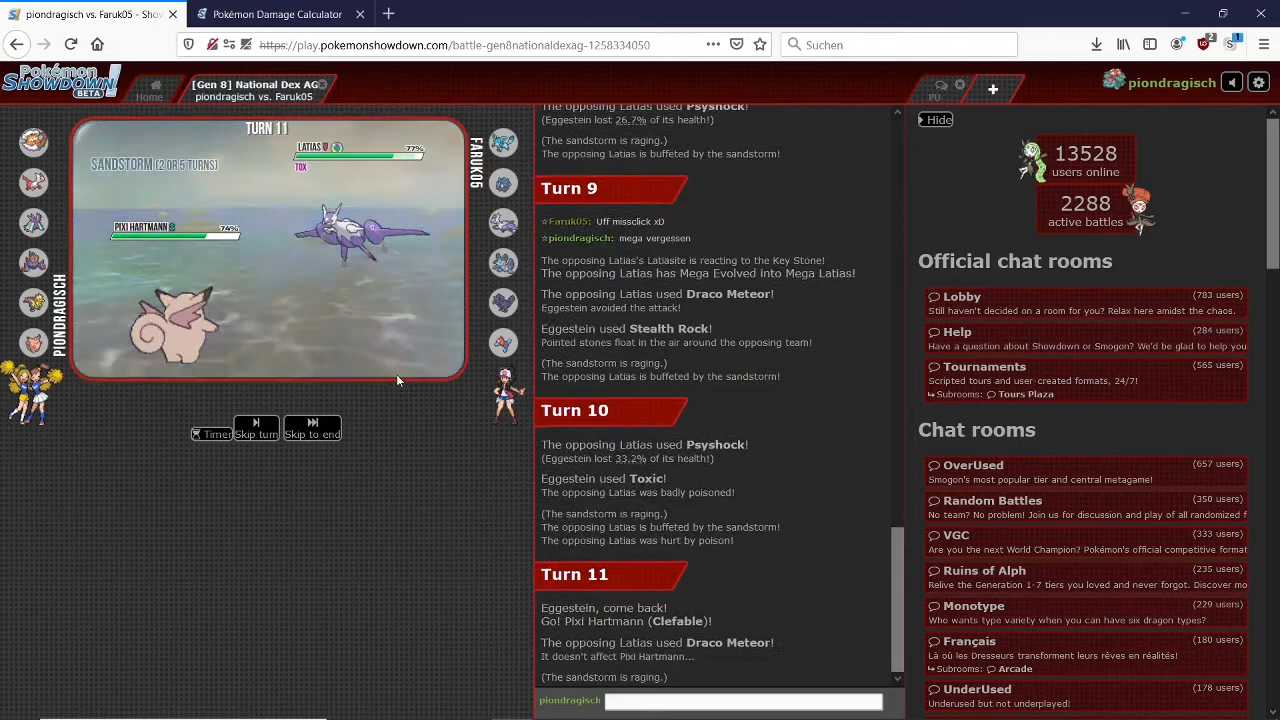 piondragisch vs. Faruk05 - Show
Pokémon Damage Calculator
https://play.pokemonshowdown.com/battle-gen8nationaldexag-1258334050
Suchen
Pokémon
SHOWDOWN!
BETA
Home
[Gen 8] National Dex AG
piondragisch vs. Faruk05
PU
piondragisch
TURN 11
SANDSTORM (2 OR 5 TURNS)
LATIAS
77%
TOX
PIXI HARTMANN
74%
PIONDRAGISCH
FARUK05
Timer
Skip turn
Skip to end
The opposing Latias used Psyshock!
(Eggestein lost 26.7% of its health!)
(The sandstorm is raging.)
The opposing Latias is buffeted by the sandstorm!
Turn 9
☆Faruk05: Uff missclick xD
☆piondragisch: mega vergessen
The opposing Latias's Latiasite is reacting to the Key Stone!
The opposing Latias has Mega Evolved into Mega Latias!
The opposing Latias used Draco Meteor!
Eggestein avoided the attack!
Eggestein used Stealth Rock!
Pointed stones float in the air around the opposing team!
(The sandstorm is raging.)
The opposing Latias is buffeted by the sandstorm!
Turn 10
The opposing Latias used Psyshock!
(Eggestein lost 33.2% of its health!)
Eggestein used Toxic!
The opposing Latias was badly poisoned!
(The sandstorm is raging.)
The opposing Latias is buffeted by the sandstorm!
The opposing Latias was hurt by poison!
Turn 11
Eggestein, come back!
Go! Pixi Hartmann (Clefable)!
The opposing Latias used Draco Meteor!
It doesn't affect Pixi Hartmann...
(The sandstorm is raging.)
piondragisch
Hide
13528
users online
2288
active battles
Official chat rooms
Lobby
(783 users)
Still haven't decided on a room for you? Relax here amidst the chaos.
Help
(284 users)
Have a question about Showdown or Smogon? We'd be glad to help you
Tournaments
(565 users)
Scripted tours and user-created formats, 24/7!
Subrooms: Tours Plaza
Chat rooms
OverUsed
(657 users)
Smogon's most popular tier and central metagame!
Random Battles
(350 users)
No team? No problem! Join us for discussion and play of all randomized f
VGC
(333 users)
Are you the next World Champion? Pokémon's official competitive format
Ruins of Alph
(235 users)
Relive the Generation 1-7 tiers you loved and never forgot. Discover mo
Monotype
(229 users)
Who wants type variety when you can have six dragon types?
Français
(180 users)
Là où les Dresseurs transforment leurs rêves en réalités!
Subrooms: Arcade
UnderUsed
(178 users)
Underused but not underplayed!